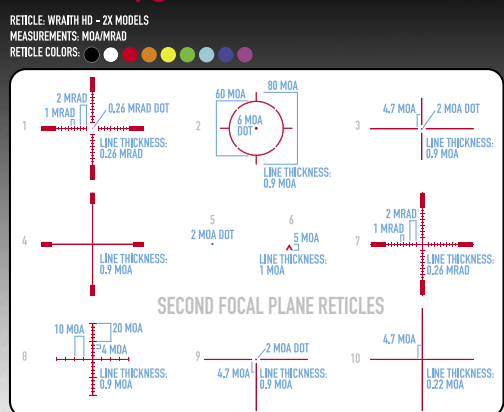 RETICLE: WRAITH HD - 2X MODELS
MEASUREMENTS: MOA/MRAD
RETICLE COLORS:
1
2 MRAD
1 MRAD
0.26 MRAD DOT
LINE THICKNESS:
0.26 MRAD
2
60 MOA
80 MOA
6 MOA
DOT
LINE THICKNESS:
0.9 MOA
3
4.7 MOA
2 MOA DOT
LINE THICKNESS:
0.9 MOA
4
LINE THICKNESS:
0.9 MOA
5
2 MOA DOT
6
5 MOA
LINE THICKNESS:
1 MOA
7
2 MRAD
1 MRAD
LINE THICKNESS:
0.26 MRAD
SECOND FOCAL PLANE RETICLES
8
10 MOA
20 MOA
4 MOA
LINE THICKNESS:
0.9 MOA
9
2 MOA DOT
4.7 MOA
LINE THICKNESS:
0.9 MOA
10
4.7 MOA
LINE THICKNESS:
0.22 MOA